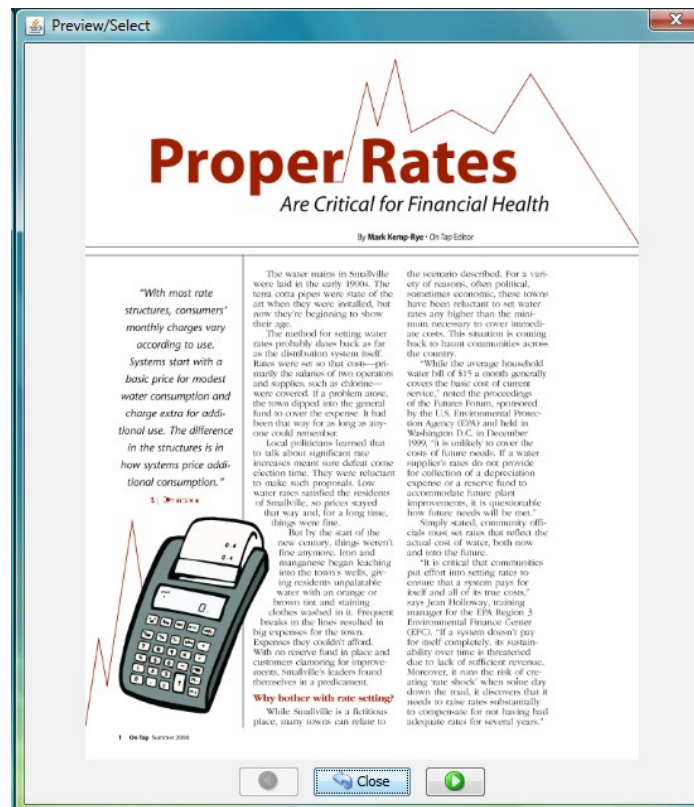 Preview/Select
Proper Rates
Are Critical for Financial Health
By Mark Kemp-Rye • On Tap Editor
"With most rate
structures, consumers'
monthly charges vary
according to use.
Systems start with a
basic price for modest
water consumption and
charge extra for addi-
tional use. The difference
in the structures is in
how systems price addi-
tional consumption."
The water mains in Smallville
were laid in the early 1900s. The
terra cotta pipes were state of the
art when they were installed, but
now they're beginning to show
their age.
The method for setting water
rates probably dates back as far
as the distribution system itself.
Rates were set so that costs—pri-
marily the salaries of two operators
and supplies, such as chlorine—
were covered. If a problem arose,
the town dipped into the general
fund to cover the expense. It had
been that way for as long as any-
one could remember.
Local politicians learned that
to talk about significant rate
increases meant sure defeat come
election time. They were reluctant
to make such proposals. Low
water rates satisfied the residents
of Smallville, so prices stayed
that way and, for a long time,
things were fine.
But by the start of the
new century, things weren't
fine anymore. Iron and
manganese began leaching
into the town's wells, giv-
ing residents unpalatable
water with an orange or
brown tint and staining
clothes washed in it. Frequent
breaks in the lines resulted in
big expenses for the town.
Expenses they couldn't afford.
With no reserve fund in place and
customers clamoring for improve-
ments, Smallville's leaders found
themselves in a predicament.
Why bother with rate setting?
While Smallville is a fictitious
place, many towns can relate to
the scenario described. For a vari-
ety of reasons, often political,
sometimes economic, these towns
have been reluctant to set water
rates any higher than the mini-
mum necessary to cover immedi-
ate costs. This situation is coming
back to haunt communities across
the country.
"While the average household
water bill of $15 a month generally
covers the basic cost of current
service," noted the proceedings
of the Futures Forum, sponsored
by the U.S. Environmental Protec-
tion Agency (EPA) and held in
Washington D.C. in December
1999, "it is unlikely to cover the
costs of future needs. If a water
supplier's rates do not provide
for collection of a depreciation
expense or a reserve fund to
accommodate future plant
improvements, it is questionable
how future needs will be met."
Simply stated, community offi-
cials must set rates that reflect the
actual cost of water, both now
and into the future.
"It is critical that communities
put effort into setting rates to
ensure that a system pays for
itself and all of its true costs,"
says Jean Holloway, training
manager for the EPA Region 3
Environmental Finance Center
(EFC). "If a system doesn't pay
for itself completely, its sustain-
ability over time is threatened
due to lack of sufficient revenue.
Moreover, it runs the risk of cre-
ating 'rate shock' when some day
down the road, it discovers that it
needs to raise rates substantially
to compensate for not having had
adequate rates for several years."
On Tap Summer 2004
Close